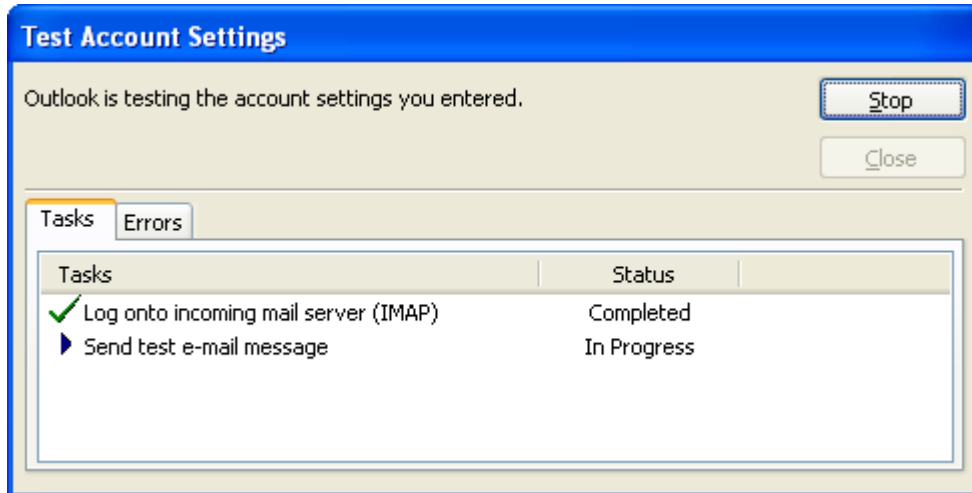 Test Account Settings
Outlook is testing the account settings you entered.
Stop
Close
Tasks Errors
Tasks Status
Log onto incoming mail server (IMAP) Completed
Send test e-mail message In Progress